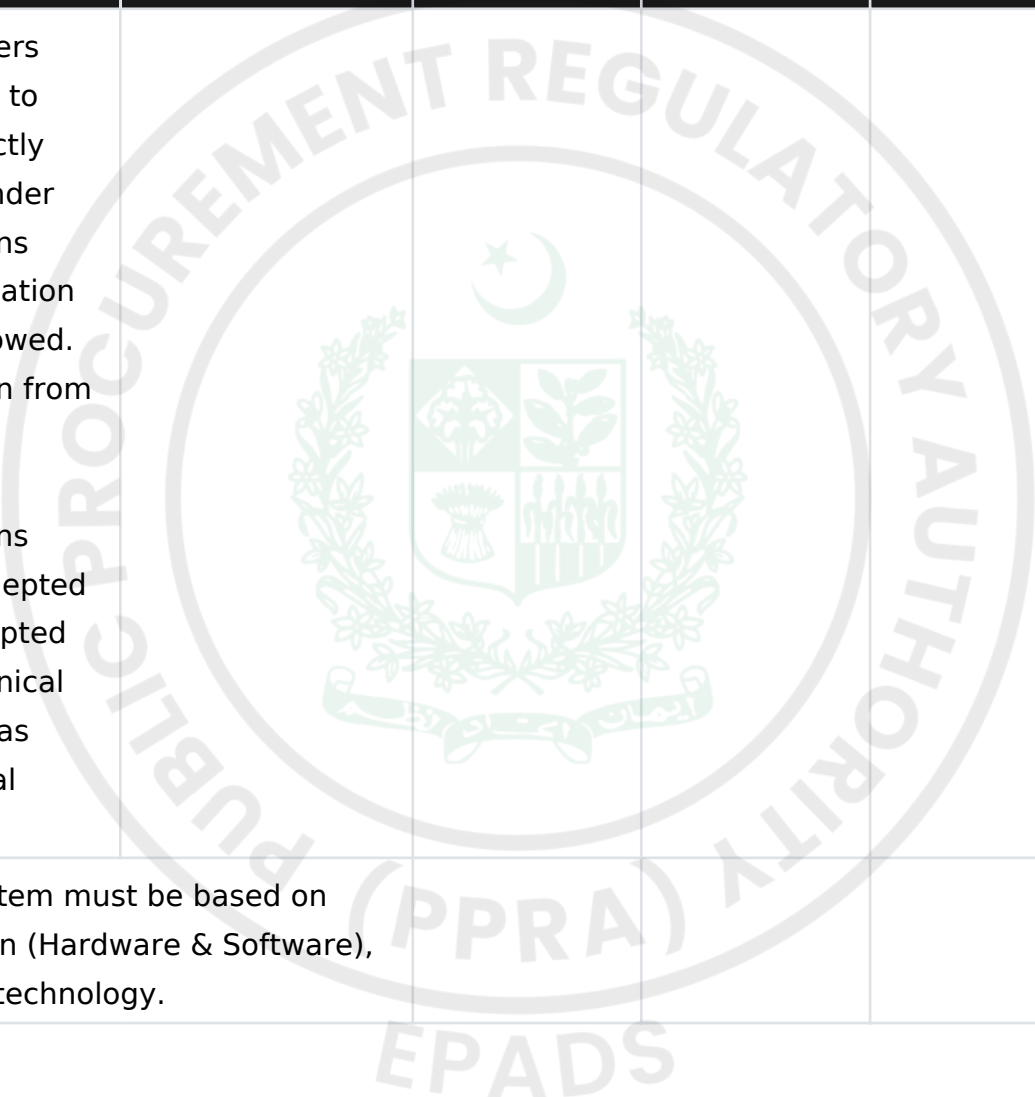 ers
to
ctly
nder
ns
ation
owed.
n from
ns
epted
pted
nical
as
al
tem must be based on
n (Hardware & Software),
technology.
PUBLIC PROCUREMENT REGULATORY AUTHORITY
(PPRA)
EPADS